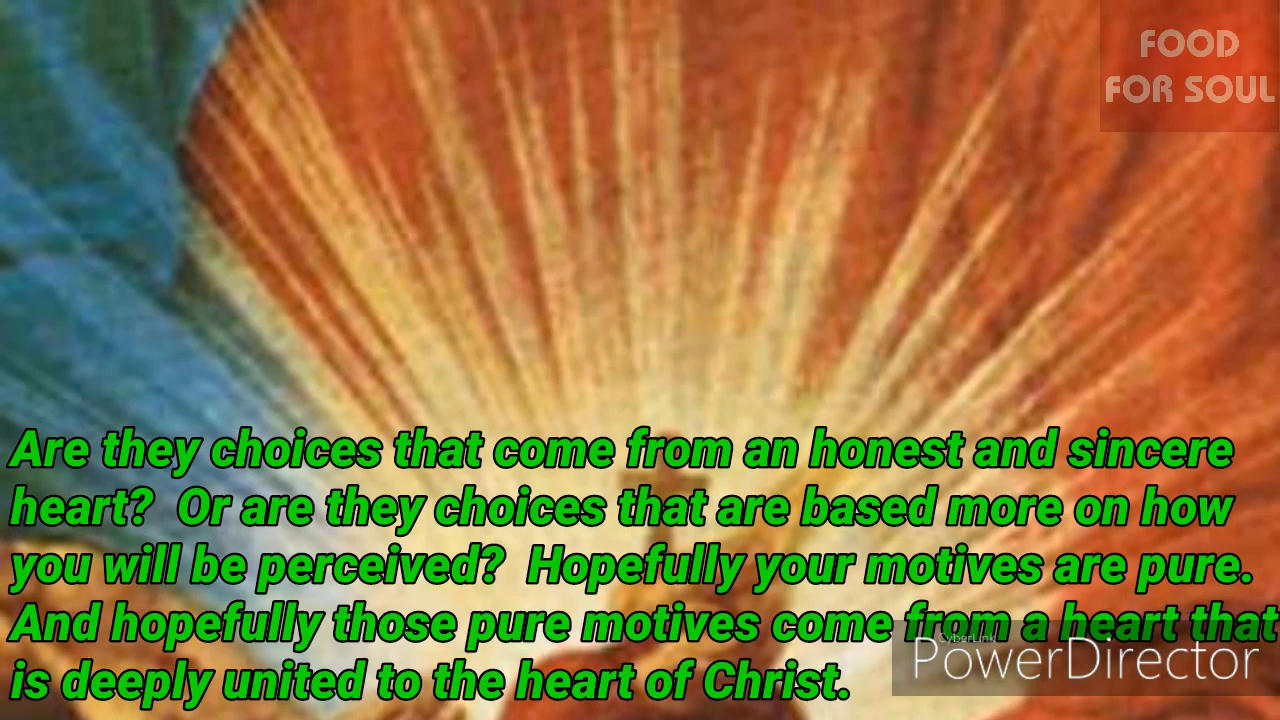 FOOD
FOR SOUL
Are they choices that come from an honest and sincere
heart?  Or are they choices that are based more on how
you will be perceived?  Hopefully your motives are pure.
And hopefully those pure motives come from a heart that
is deeply united to the heart of Christ.
CyberLink
PowerDirector